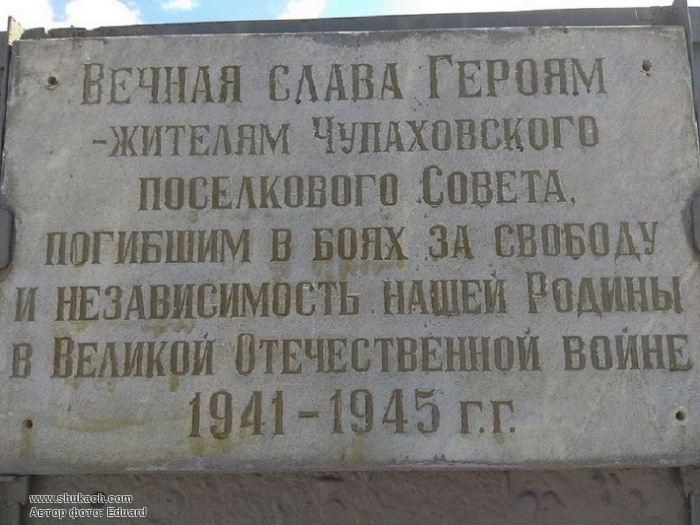 Вечная слава Героям
-жителям Чупаховского
поселкового Совета,
погибшим в боях за свободу
и независимость нашей Родины
в Великой Отечественной войне
1941-1945 г.г.
www.shukach.com
Автор фото: Eduard